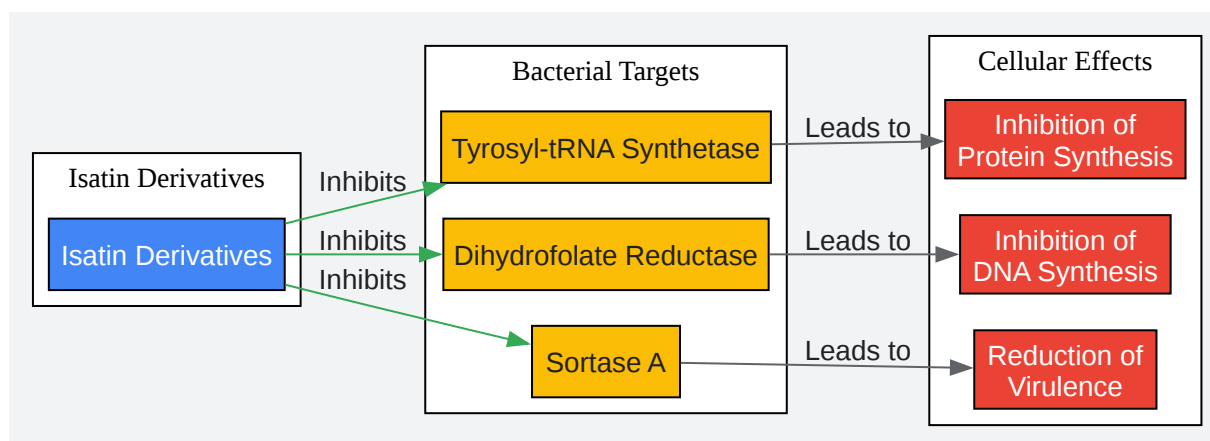 Isatin Derivatives
Isatin Derivatives
Inhibits
Inhibits
Inhibits
Bacterial Targets
Tyrosyl-tRNA Synthetase
Dihydrofolate Reductase
Sortase A
Leads to
Leads to
Leads to
Cellular Effects
Inhibition of
Protein Synthesis
Inhibition of
DNA Synthesis
Reduction of
Virulence